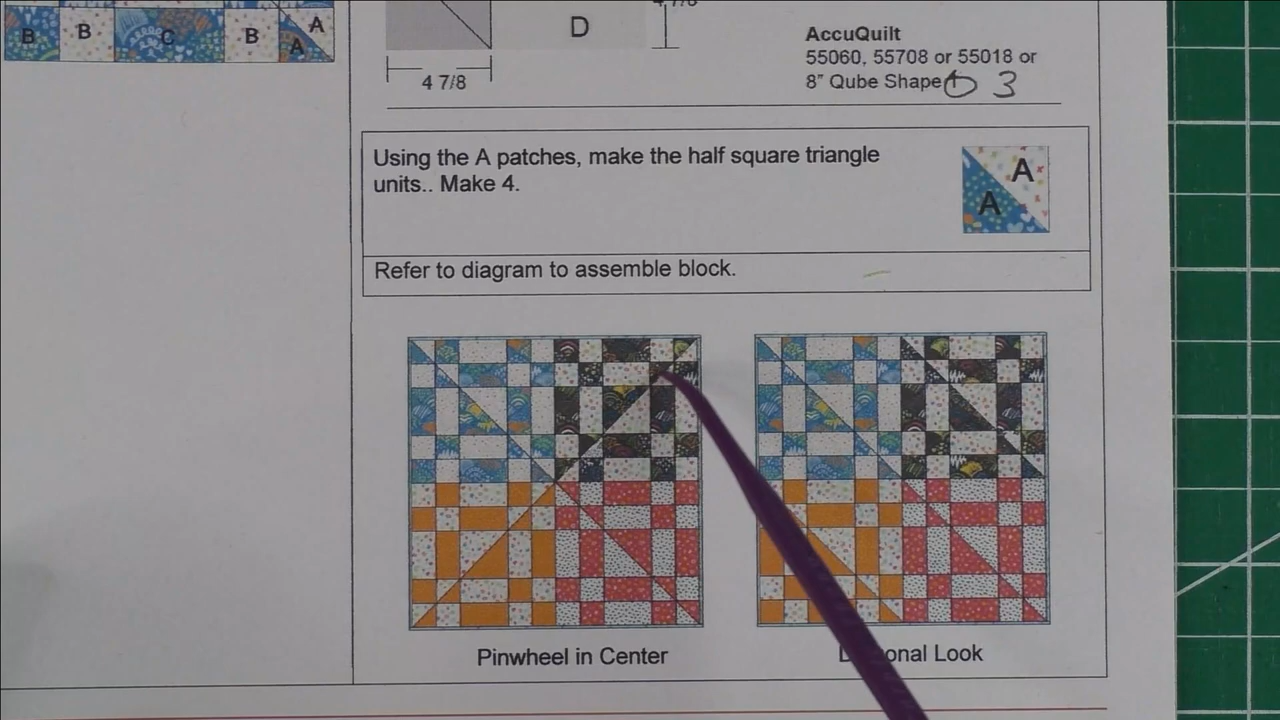 B B C B A
A
D
4 7/8
AccuQuilt
55060, 55708 or 55018 or
8" Qube Shape 3
Using the A patches, make the half square triangle
units.. Make 4.
A
A
Refer to diagram to assemble block.
Pinwheel in Center
Look